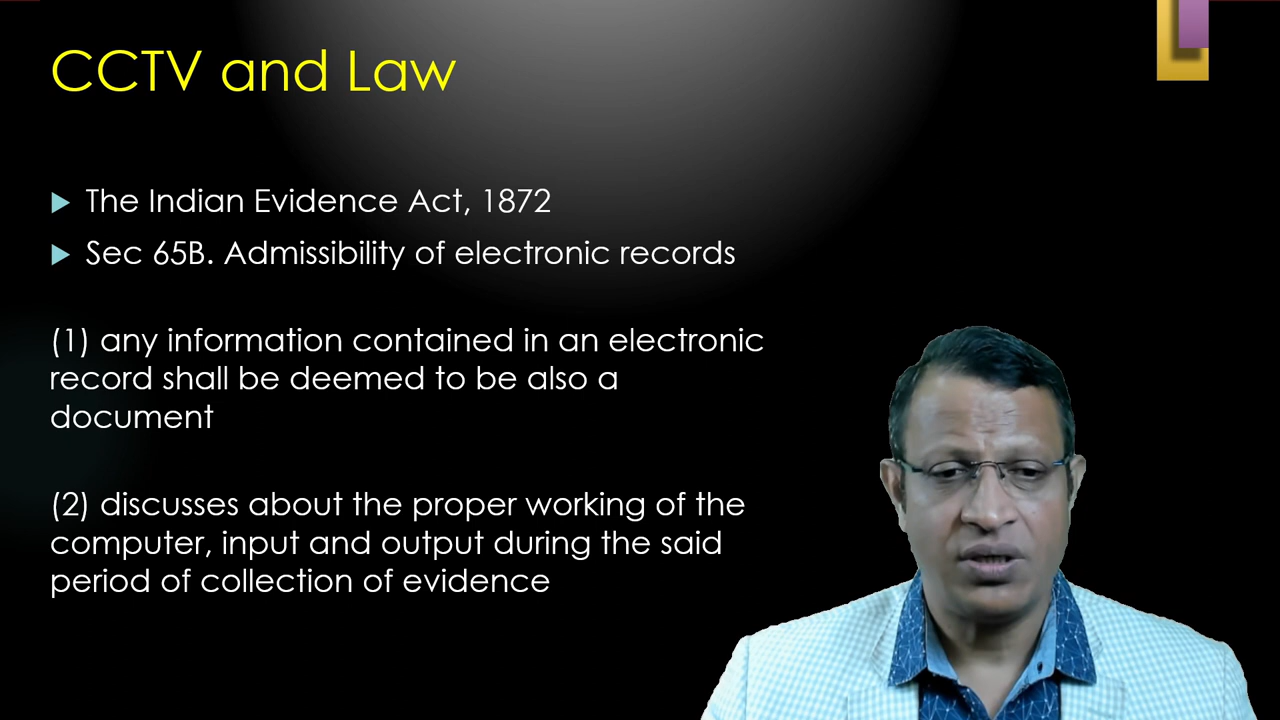 CCTV and Law
The Indian Evidence Act, 1872
Sec 65B. Admissibility of electronic records
(1) any information contained in an electronic
record shall be deemed to be also a
document
(2) discusses about the proper working of the
computer, input and output during the said
period of collection of evidence